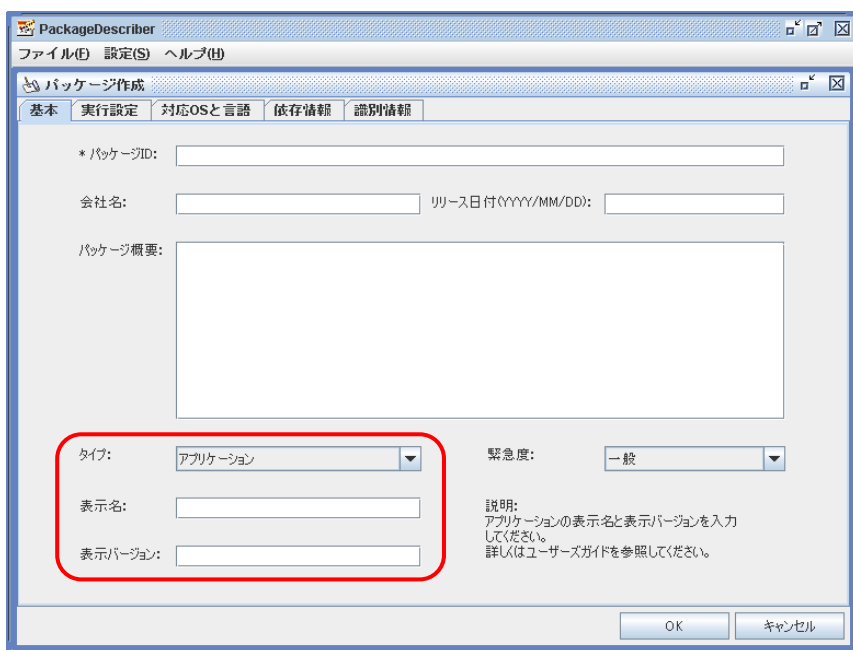 PackageDescriber
ファイル(F) 設定(S) ヘルプ(H)
パッケージ作成
基本 実行設定 対応OSと言語 依存情報 識別情報
* パッケージID:
会社名: リリース日付(YYYY/MM/DD):
パッケージ概要:
タイプ: アプリケーション 緊急度: 一般
表示名: 説明:
アプリケーションの表示名と表示バージョンを入力
してください。
表示バージョン: 詳しくはユーザーズガイドを参照してください。
OK キャンセル